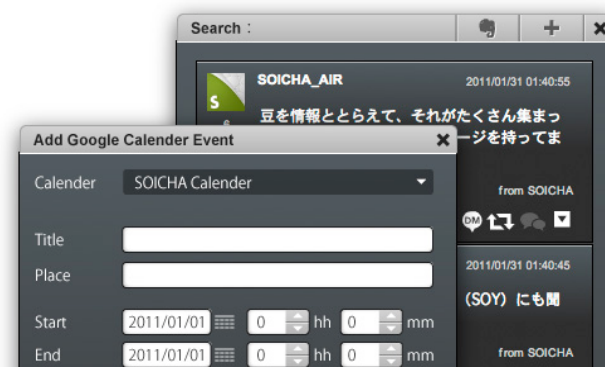 Search :
SOICHA_AIR 2011/01/31 01:40:55
豆を情報ととらえて、それがたくさん集まっ
ージを持ってま
from SOICHA
DM
2011/01/31 01:40:45
(SOY) にも聞
from SOICHA
S
Add Google Calender Event
Calender SOICHA Calender
Title
Place
Start 2011/01/01 0 hh 0 mm
End 2011/01/01 0 hh 0 mm